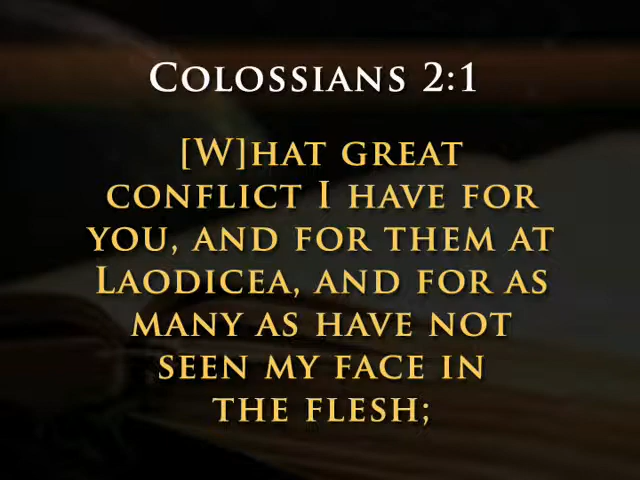 Colossians 2:1
[W]hat great
conflict I have for
you, and for them at
Laodicea, and for as
many as have not
seen my face in
the flesh;